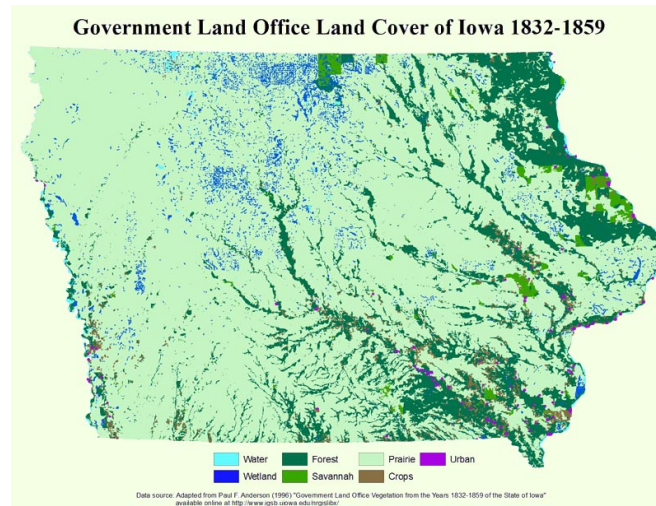 Government Land Office Land Cover of Iowa 1832-1859
Water Forest Prairie Urban
Wetland Savannah Crops
Data source: Adapted from Paul F. Anderson (1996) "Government Land Office Vegetation from the Years 1832-1859 of the State of Iowa"
available online at http://www.igsb.uiowa.edu/nrgislibx/